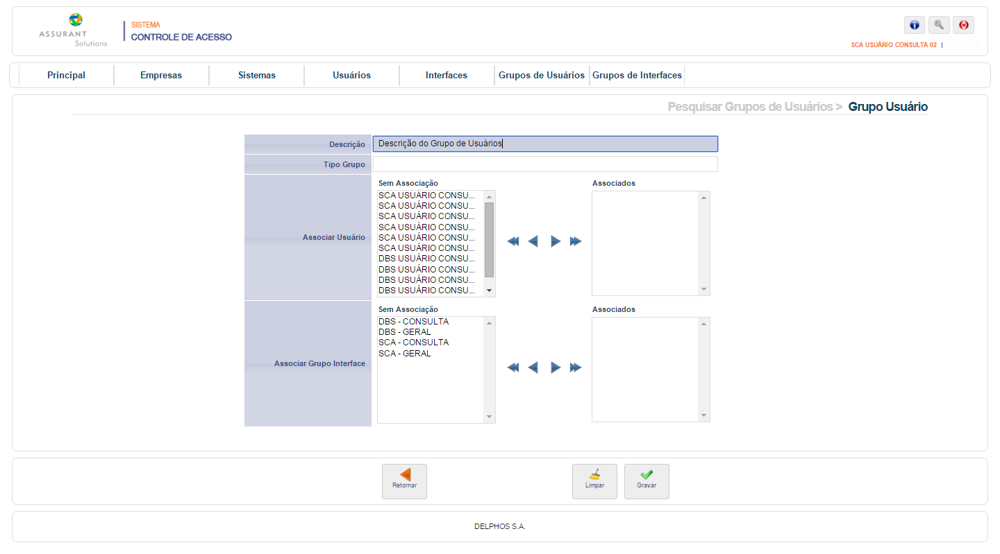 ASSURANT
Solutions
SISTEMA
CONTROLE DE ACESSO
SCA USUÁRIO CONSULTA 02 |
Principal
Empresas
Sistemas
Usuários
Interfaces
Grupos de Usuários
Grupos de Interfaces
Pesquisar Grupos de Usuários > Grupo Usuário
Descrição
Descrição do Grupo de Usuários
Tipo Grupo
Associar Usuário
Sem Associação
SCA USUÁRIO CONSU...
SCA USUÁRIO CONSU...
SCA USUÁRIO CONSU...
SCA USUÁRIO CONSU...
SCA USUÁRIO CONSU...
SCA USUÁRIO CONSU...
DBS USUÁRIO CONSU...
DBS USUÁRIO CONSU...
DBS USUÁRIO CONSU...
DBS USUÁRIO CONSU...
Associados
Associar Grupo Interface
Sem Associação
DBS - CONSULTA
DBS - GERAL
SCA - CONSULTA
SCA - GERAL
Associados
Retornar
Limpar
Gravar
DELPHOS S.A.